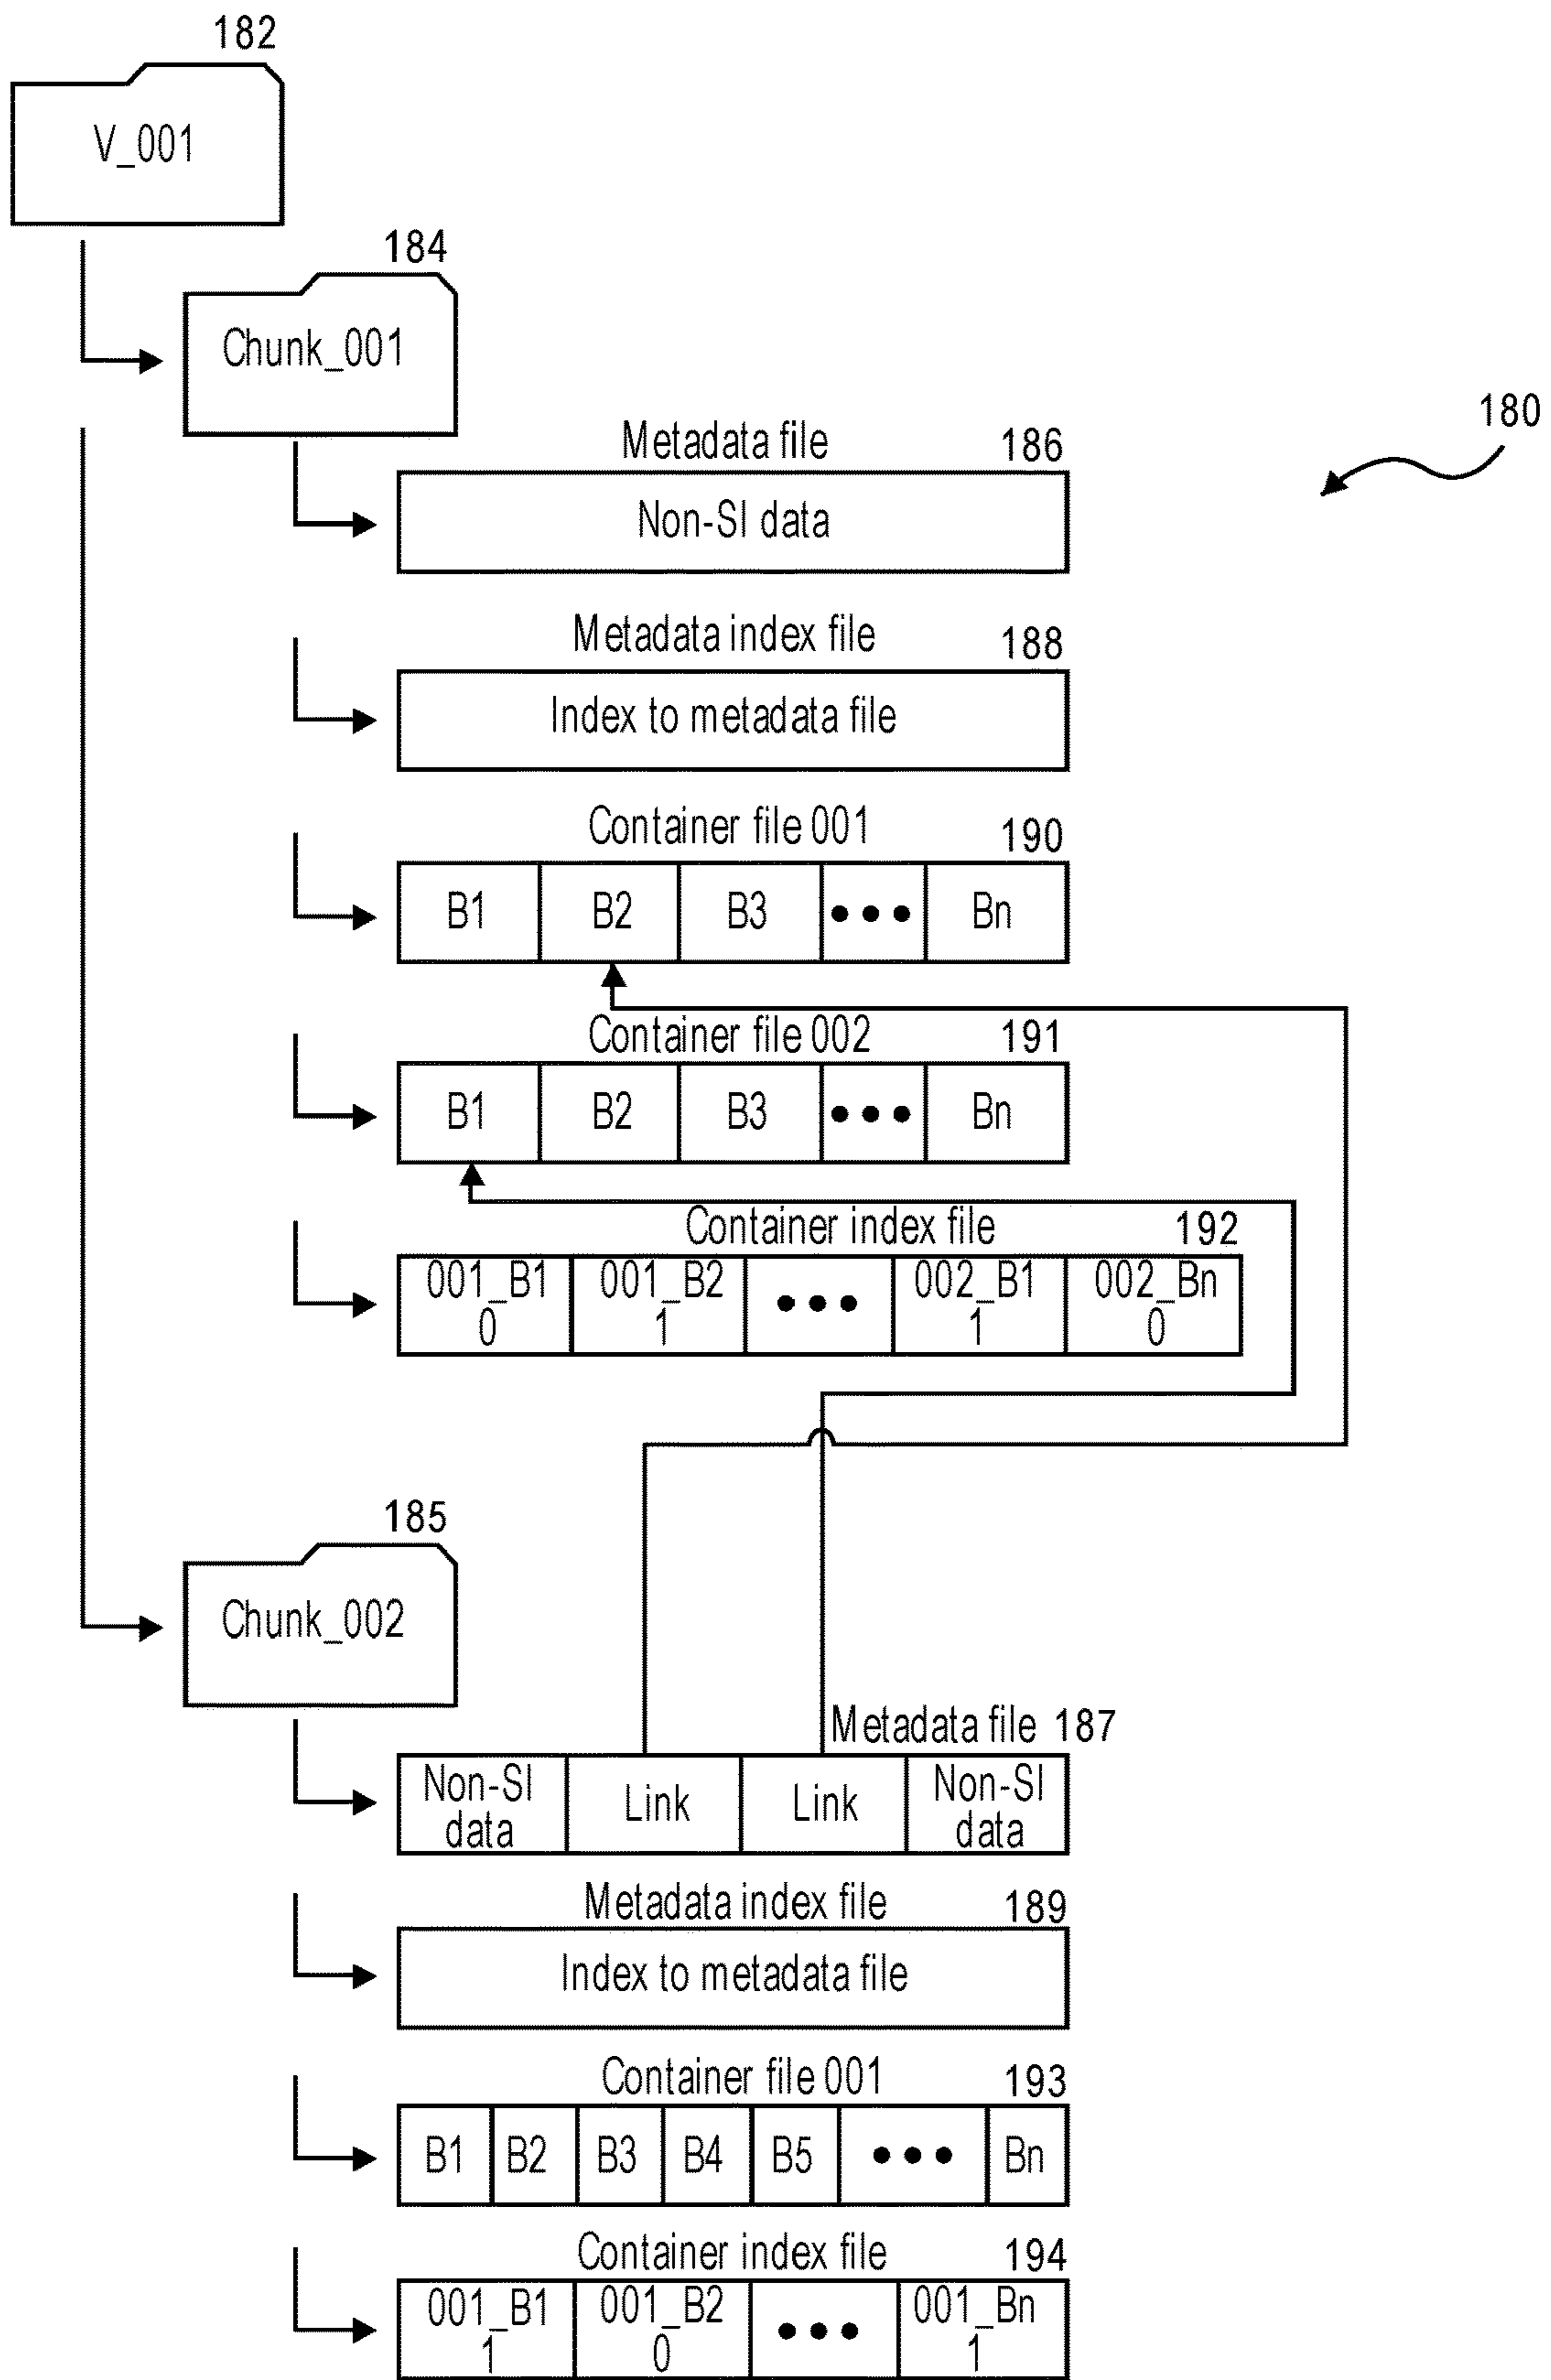 182
V_001
184
Chunk_001
180
Metadata file 186
Non-SI data
Metadata index file 188
Index to metadata file
Container file 001 190
B1 B2 B3 ••• Bn
Container file 002 191
B1 B2 B3 ••• Bn
Container index file 192
001_B1 001_B2 ••• 002_B1 002_Bn
0 1 1 0
185
Chunk_002
Metadata file 187
Non-SI Link Link Non-SI
data data
Metadata index file 189
Index to metadata file
Container file 001 193
B1 B2 B3 B4 B5 ••• Bn
Container index file 194
001_B1 001_B2 ••• 001_Bn
1 0 1